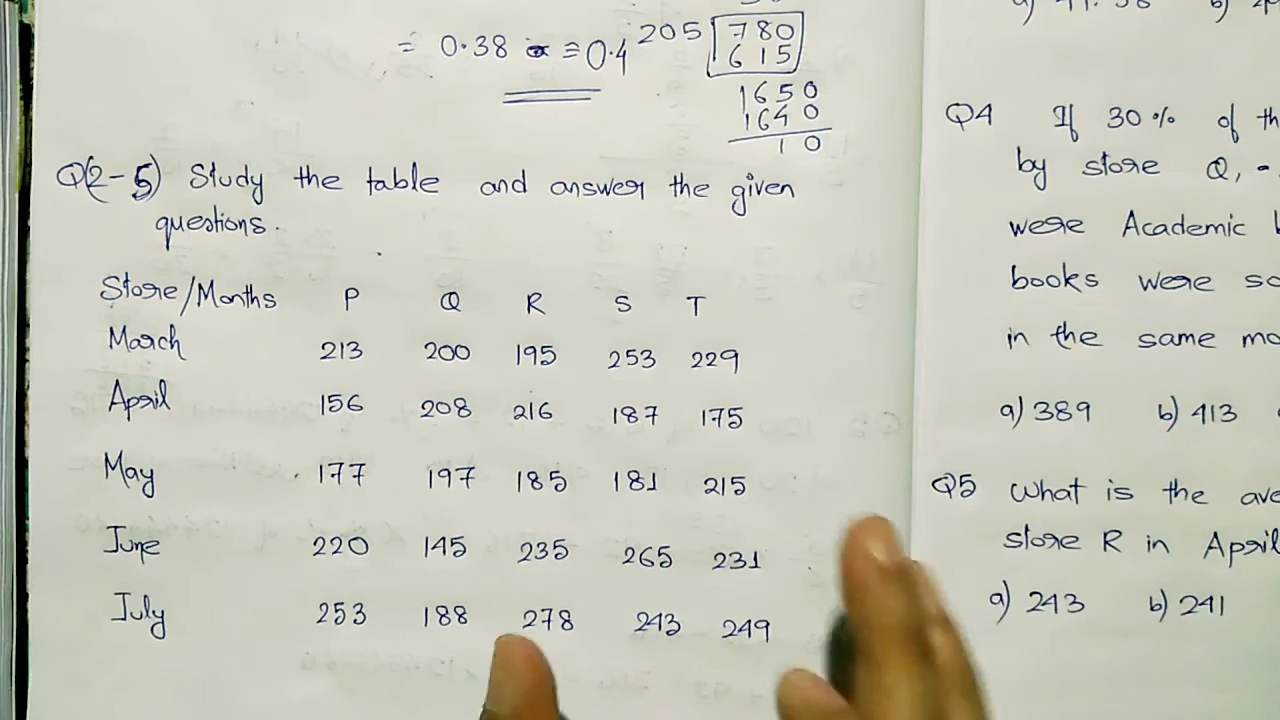 = 0.38 ≡ 0.4
205 780
615
1650
1640
10
Q(2-5) Study the table and answer the given
questions.
Store/Months P Q R S T
March 213 200 195 253 229
April 156 208 216 187 175
May 177 197 185 181 215
June 220 145 235 265 231
July 253 188 278 243 249
Q4 If 30% of
by store Q,
were Academic
books were
in the same
a) 389 b) 413
Q5 What is the
store R in April
a) 243 b) 241